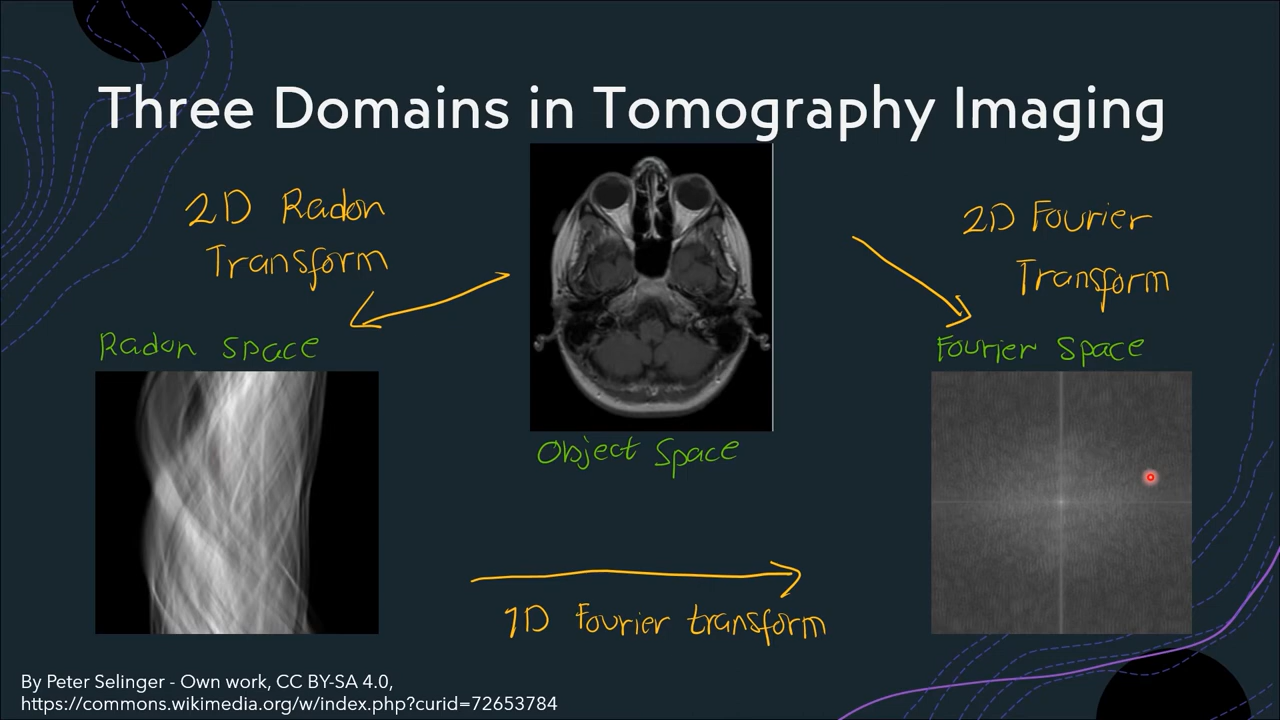 Three Domains in Tomography Imaging
2D Radon
Transform
2D Fourier
Transform
Radon Space
Fourier Space
Object Space
1D Fourier transform
By Peter Selinger - Own work, CC BY-SA 4.0,
https://commons.wikimedia.org/w/index.php?curid=72653784